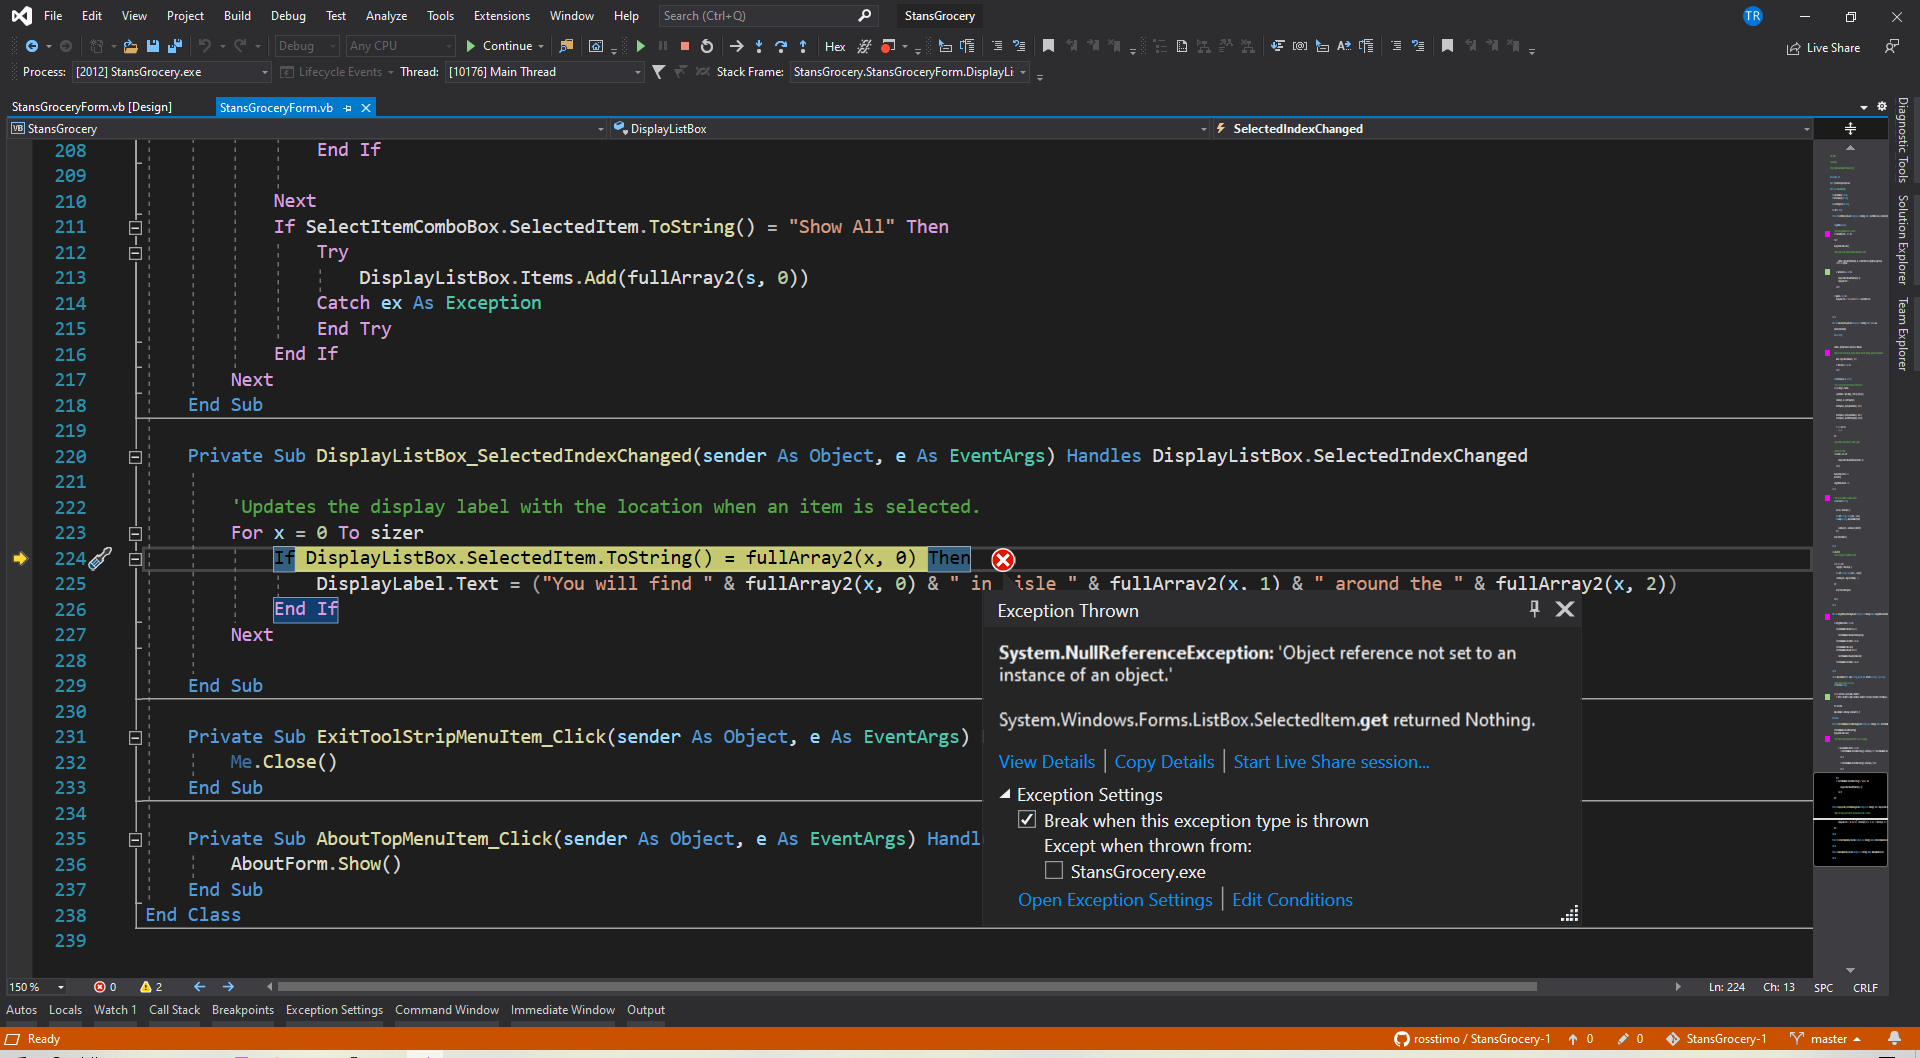 File Edit View Project Build Debug Test Analyze Tools Extensions Window Help Search (Ctrl+Q) StansGrocery TR
Debug Any CPU Continue Hex Live Share
Process: [2012] StansGrocery.exe Lifecycle Events Thread: [10176] Main Thread Stack Frame: StansGrocery.StansGroceryForm.DisplayLi
StansGroceryForm.vb [Design] StansGroceryForm.vb
VB StansGrocery DisplayListBox SelectedIndexChanged
208 End If
209
210 Next
211 If SelectItemComboBox.SelectedItem.ToString() = "Show All" Then
212 Try
213 DisplayListBox.Items.Add(fullArray2(s, 0))
214 Catch ex As Exception
215 End Try
216 End If
217 Next
218 End Sub
219
220 Private Sub DisplayListBox_SelectedIndexChanged(sender As Object, e As EventArgs) Handles DisplayListBox.SelectedIndexChanged
221
222 'Updates the display label with the location when an item is selected.
223 For x = 0 To sizer
224 If DisplayListBox.SelectedItem.ToString() = fullArray2(x, 0) Then
225 DisplayLabel.Text = ("You will find " & fullArray2(x, 0) & " in isle " & fullArray2(x, 1) & " around the " & fullArray2(x, 2))
226 End If
227 Next
228
229 End Sub
230
231 Private Sub ExitToolStripMenuItem_Click(sender As Object, e As EventArgs)
232 Me.Close()
233 End Sub
234
235 Private Sub AboutTopMenuItem_Click(sender As Object, e As EventArgs) Handl
236 AboutForm.Show()
237 End Sub
238 End Class
239
Exception Thrown
System.NullReferenceException: 'Object reference not set to an
instance of an object.'
System.Windows.Forms.ListBox.SelectedItem.get returned Nothing.
View Details Copy Details Start Live Share session...
Exception Settings
Break when this exception type is thrown
Except when thrown from:
StansGrocery.exe
Open Exception Settings Edit Conditions
Diagnostic Tools
Solution Explorer
Team Explorer
150 % 0 2 Ln: 224 Ch: 13 SPC CRLF
Autos Locals Watch 1 Call Stack Breakpoints Exception Settings Command Window Immediate Window Output
Ready rosstimo / StansGrocery-1 0 0 StansGrocery-1 master